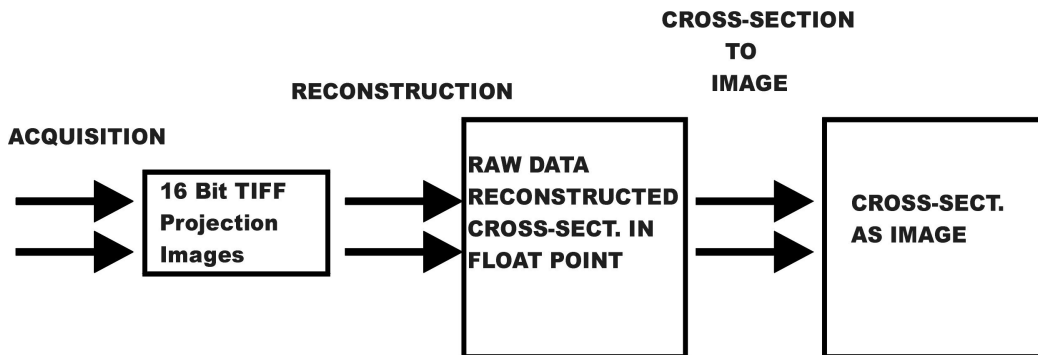 ACQUISITION
16 Bit TIFF
Projection
Images
RECONSTRUCTION
RAW DATA
RECONSTRUCTED
CROSS-SECT. IN
FLOAT POINT
CROSS-SECTION
TO
IMAGE
CROSS-SECT.
AS IMAGE